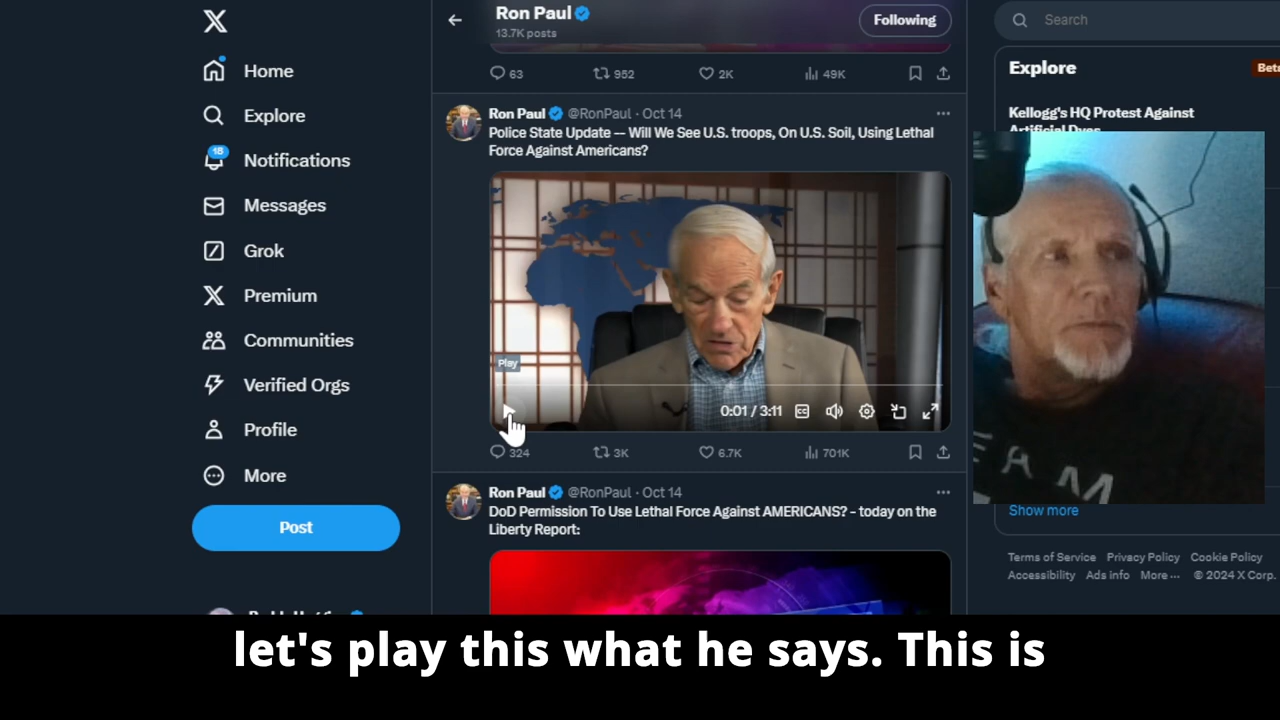 Ron Paul
13.7K posts
Following
Search
Home
Explore
Notifications
18
Messages
Grok
Premium
Communities
Verified Orgs
Profile
More
Post
63
952
2K
49K
Ron Paul @RonPaul · Oct 14
Police State Update -- Will We See U.S. troops, On U.S. Soil, Using Lethal
Force Against Americans?
Play
0:01 / 3:11
324
3K
6.7K
701K
Ron Paul @RonPaul · Oct 14
DoD Permission To Use Lethal Force Against AMERICANS? - today on the
Liberty Report:
Explore
Kellogg's HQ Protest Against
Artificial Dyes
Show more
Terms of Service Privacy Policy Cookie Policy
Accessibility Ads info More ··· © 2024 X Corp.
let's play this what he says. This is